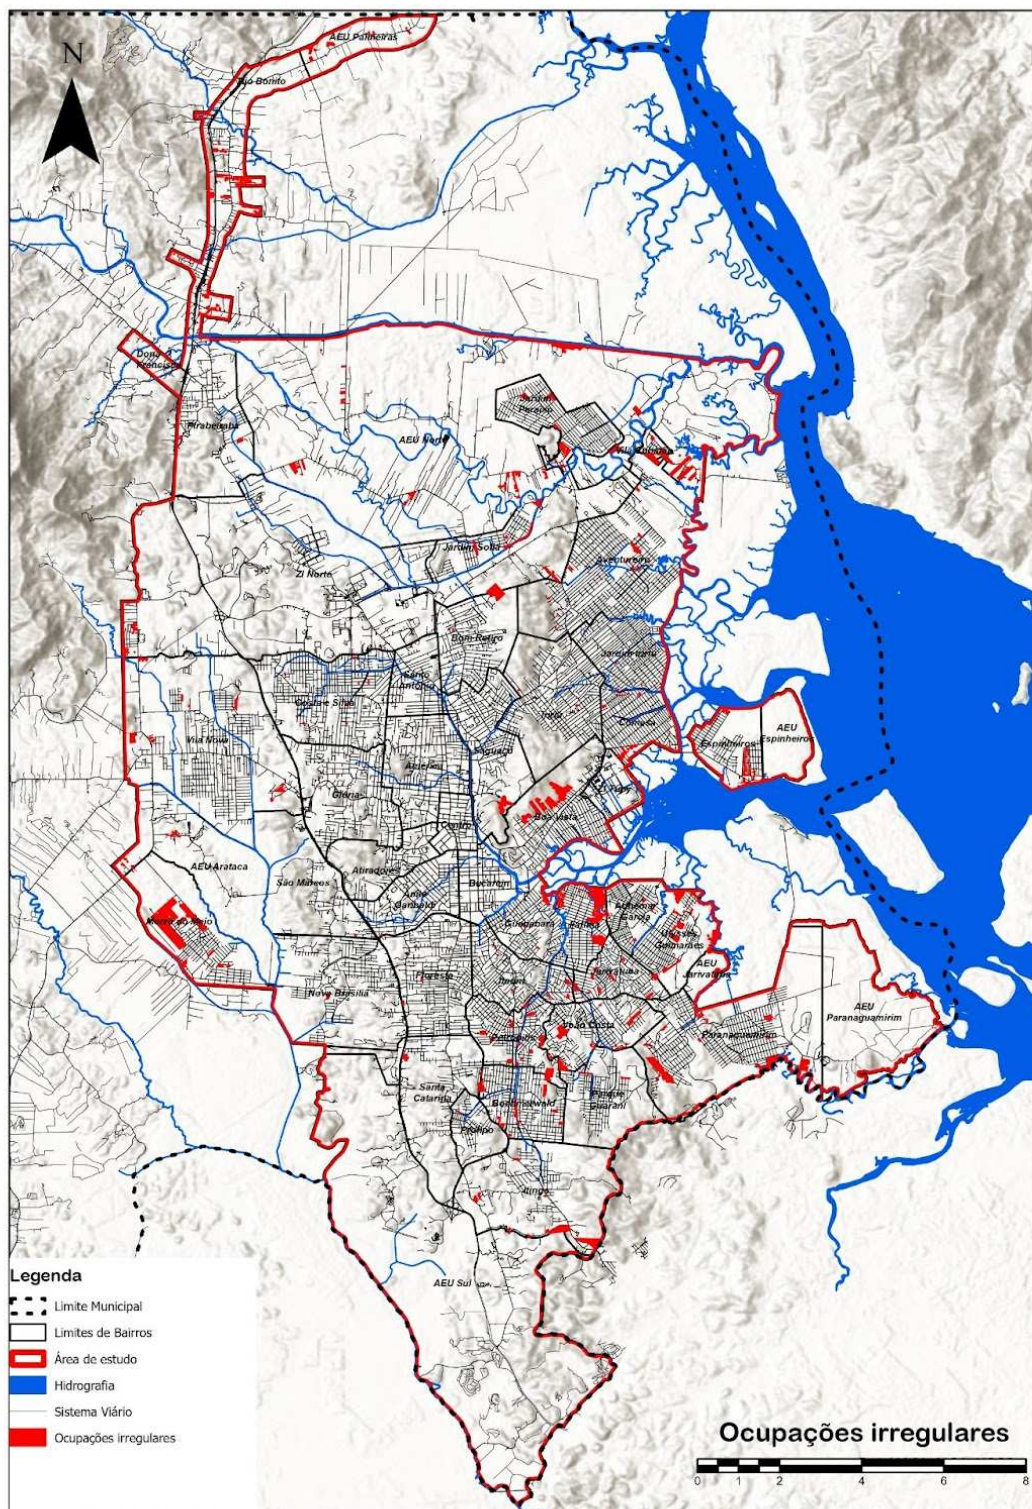 AEU Palmeiras
Rio Bonito
N
Dona
Francisca
Pirabeiraba
AEU Norte
Jardim
Paraíso
Vila Cubatão
Jardim Sofia
ZI Norte
Aventureiro
Bom Retiro
Jardim Iririú
Santo
Antônio
Costa e Silva
Iririú
Comasa
Vila Nova
Saguaçu
Espinheiros
AEU
Espinheiros
América
Glória
ZI Tupy
Boa Vista
Centro
AEU Arataca
Atiradores
São Marcos
Anita
Garibaldi
Bucarein
Morro do Meio
Guanabara
Fátima
Adhemar
Garcia
Ulysses
Guimarães
AEU
Jarivatuba
Jarivatuba
Floresta
Itaum
Nova Brasília
AEU
Paranaguamirim
Paranaguamirim
João Costa
Petrópolis
Santa
Catarina
Boehmerwald
Parque
Guarani
Profipo
Itinga
AEU Sul
Legenda
Limite Municipal
Limites de Bairros
Área de estudo
Hidrografia
Sistema Viário
Ocupações irregulares
Ocupações irregulares
0 1 2 4 6 8